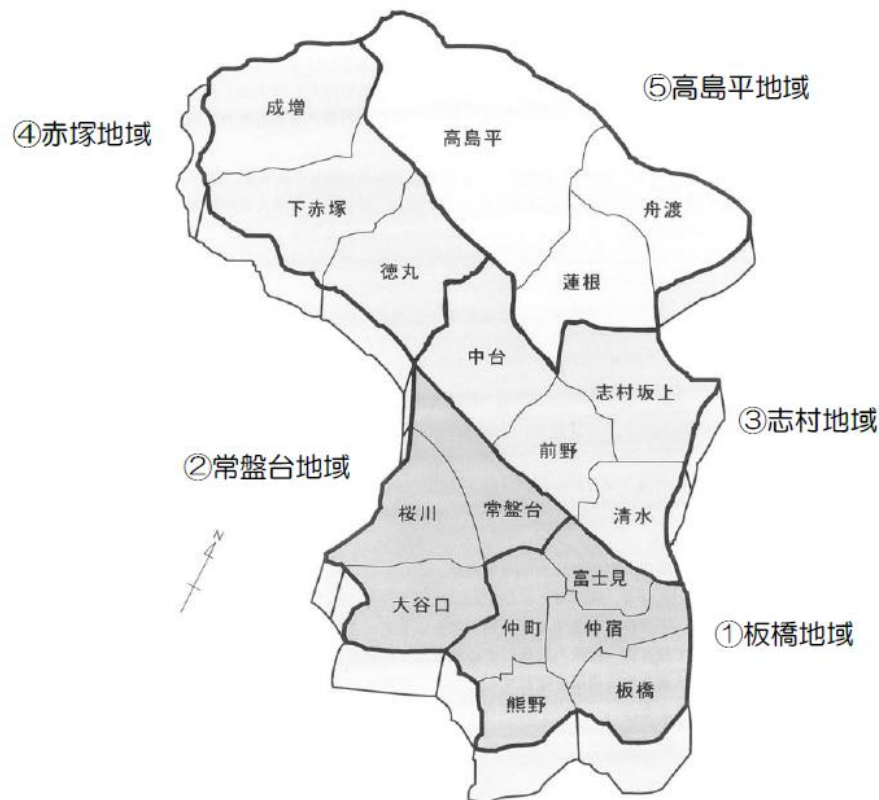 ⑤高島平地域
成増
④赤塚地域
高島平
下赤塚
舟渡
徳丸
蓮根
中台
志村坂上
③志村地域
前野
②常盤台地域
桜川
常盤台
清水
N
富士見
大谷口
仲町
仲宿
①板橋地域
熊野
板橋